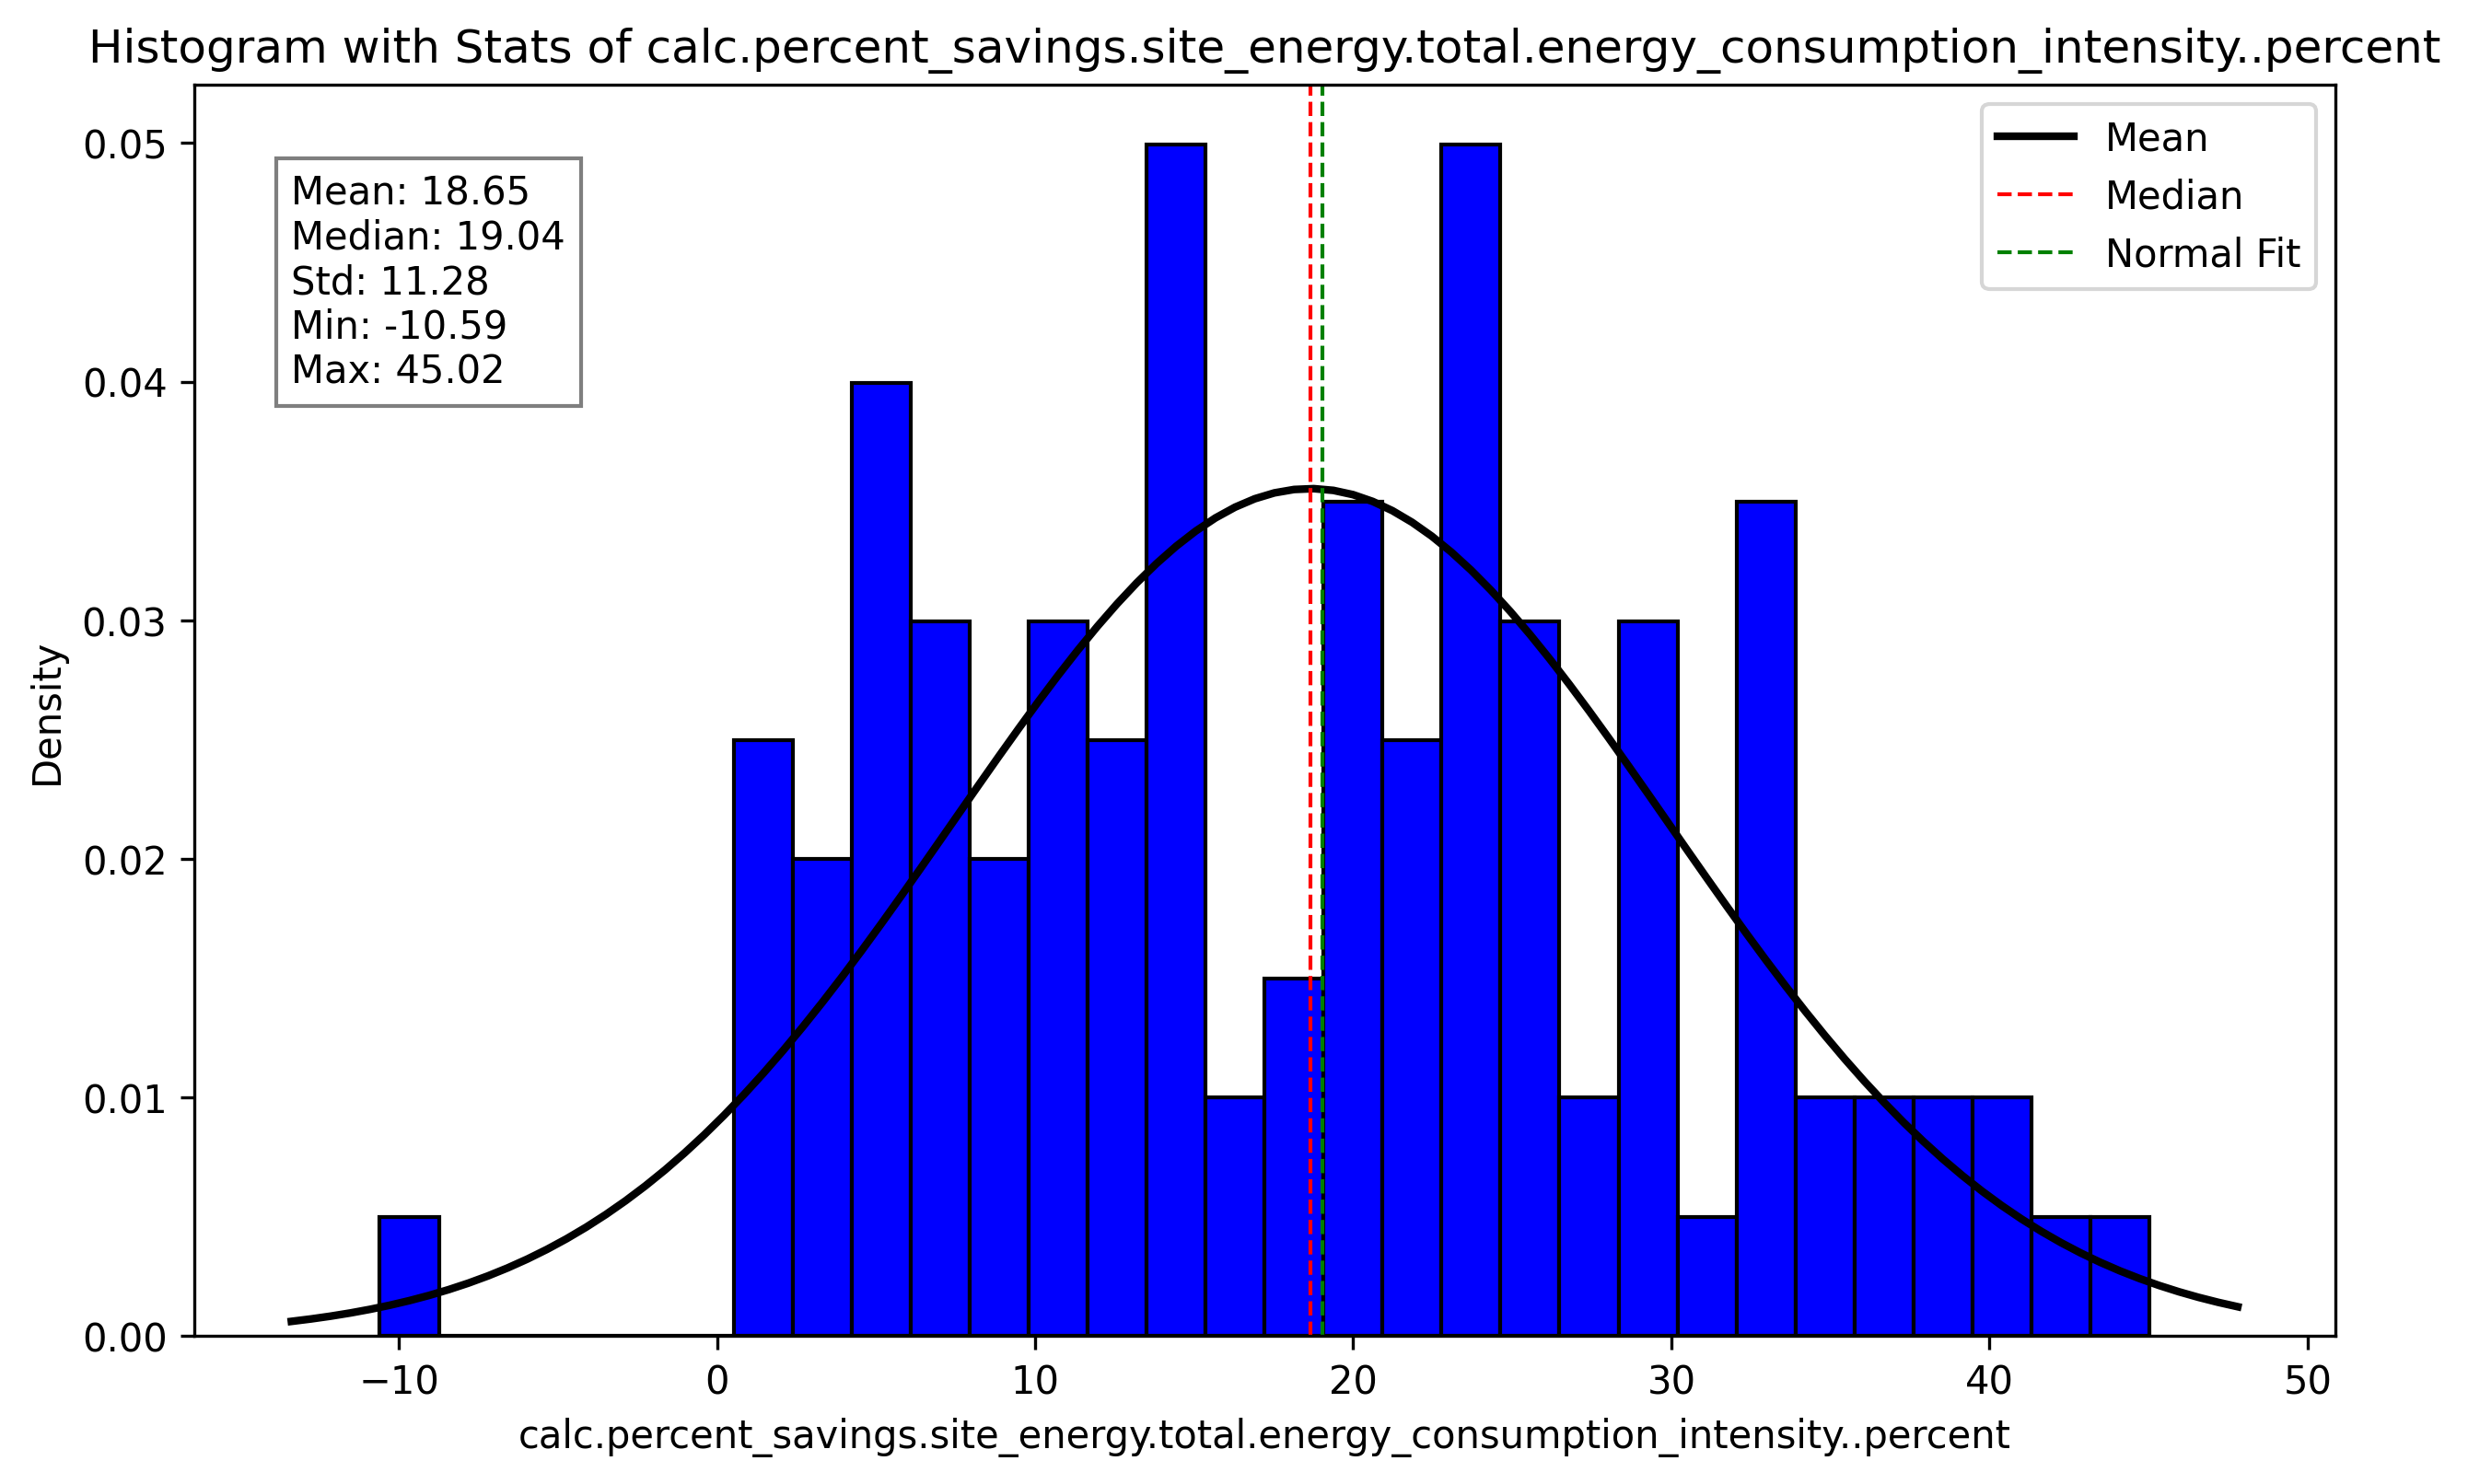 Histogram with Stats of calc.percent_savings.site_energy.total.energy_consumption_intensity..percent
Mean: 18.65
Median: 19.04
Std: 11.28
Min: -10.59
Max: 45.02
Mean
Median
Normal Fit
Density
0.05
0.04
0.03
0.02
0.01
0.00
−10 0 10 20 30 40 50
calc.percent_savings.site_energy.total.energy_consumption_intensity..percent